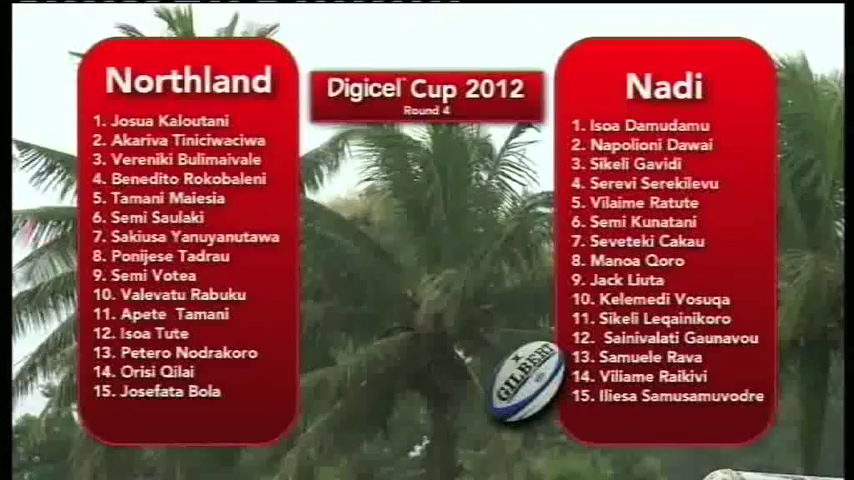 Northland
1. Josua Kaloutani
2. Akariva Tiniciwaciwa
3. Vereniki Bulimaivale
4. Benedito Rokobaleni
5. Tamani Maiesia
6. Semi Saulaki
7. Sakiusa Yanuyanutawa
8. Ponijese Tadrau
9. Semi Votea
10. Valevatu Rabuku
11. Apete Tamani
12. Isoa Tute
13. Petero Nodrakoro
14. Orisi Qilai
15. Josefata Bola
Digicel Cup 2012
Round 4
Nadi
1. Isoa Damudamu
2. Napolioni Dawai
3. Sikeli Gavidi
4. Serevi Serekilevu
5. Vilaime Ratute
6. Semi Kunatani
7. Seveteki Cakau
8. Manoa Qoro
9. Jack Liuta
10. Kelemedi Vosuqa
11. Sikeli Leqainikoro
12. Sainivalati Gaunavou
13. Samuele Rava
14. Viliame Raikivi
15. Iliesa Samusamuvodre
GILBERT